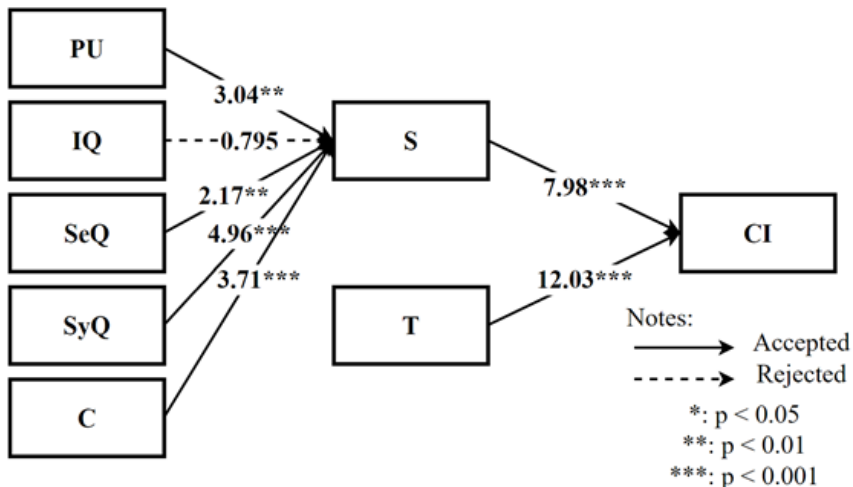 PU
3.04**
IQ
0.795
S
SeQ
2.17**
7.98***
4.96***
CI
3.71***
12.03***
SyQ
T
C
Notes:
Accepted
Rejected
*: p < 0.05
**: p < 0.01
***: p < 0.001